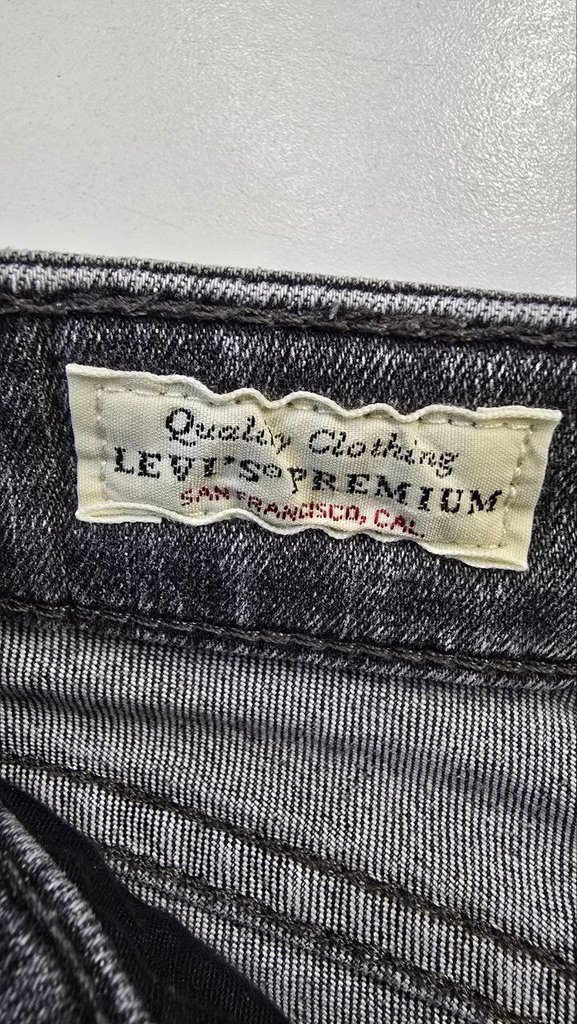 Quality Clothing
LEVI'S® PREMIUM
SAN FRANCISCO, CAL.